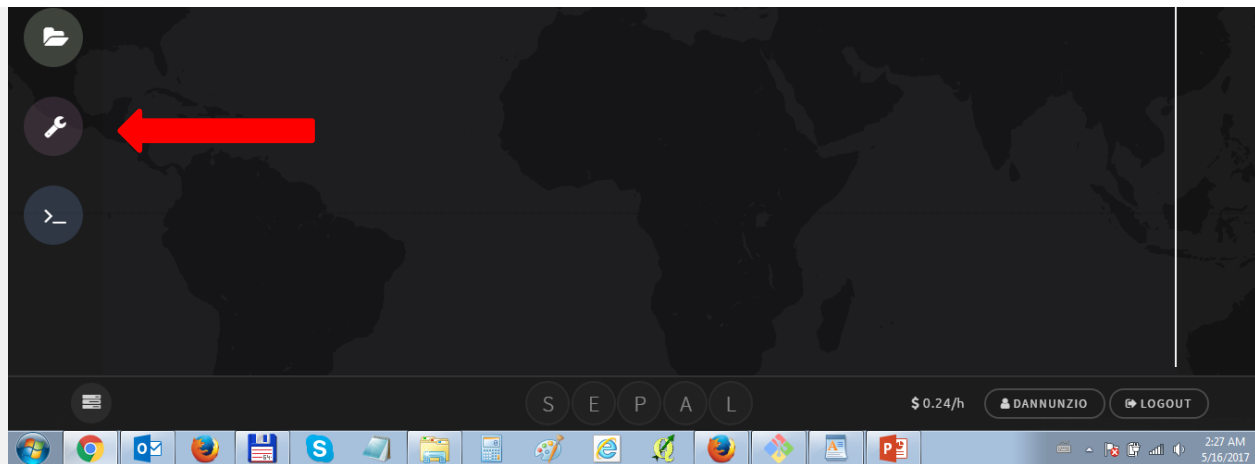 >_
S E P A L
$ 0.24/h
DANNUNZIO
LOGOUT
2:27 AM
5/16/2017